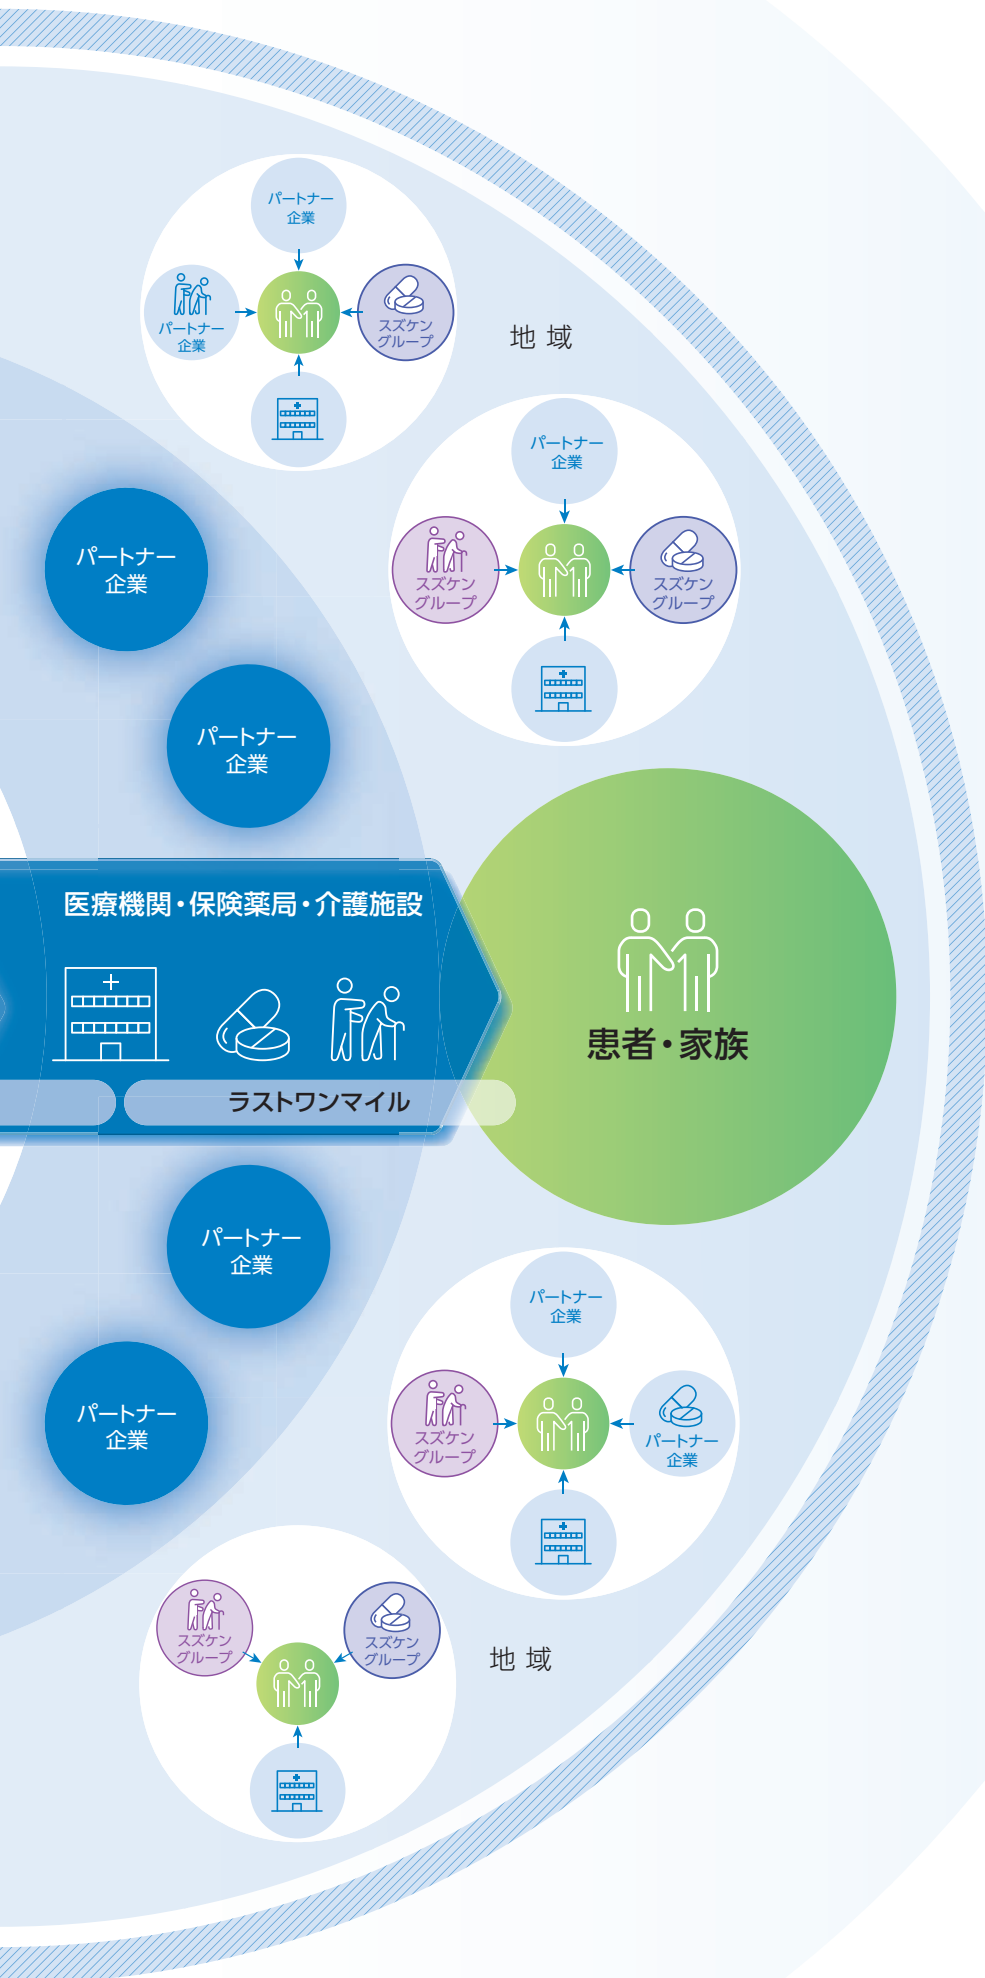 パートナー
企業
パートナー
企業
スズケン
グループ
地域
パートナー
企業
スズケン
グループ
スズケン
グループ
パートナー
企業
パートナー
企業
医療機関・保険薬局・介護施設
患者・家族
ラストワンマイル
パートナー
企業
パートナー
企業
パートナー
企業
スズケン
グループ
パートナー
企業
スズケン
グループ
スズケン
グループ
地域